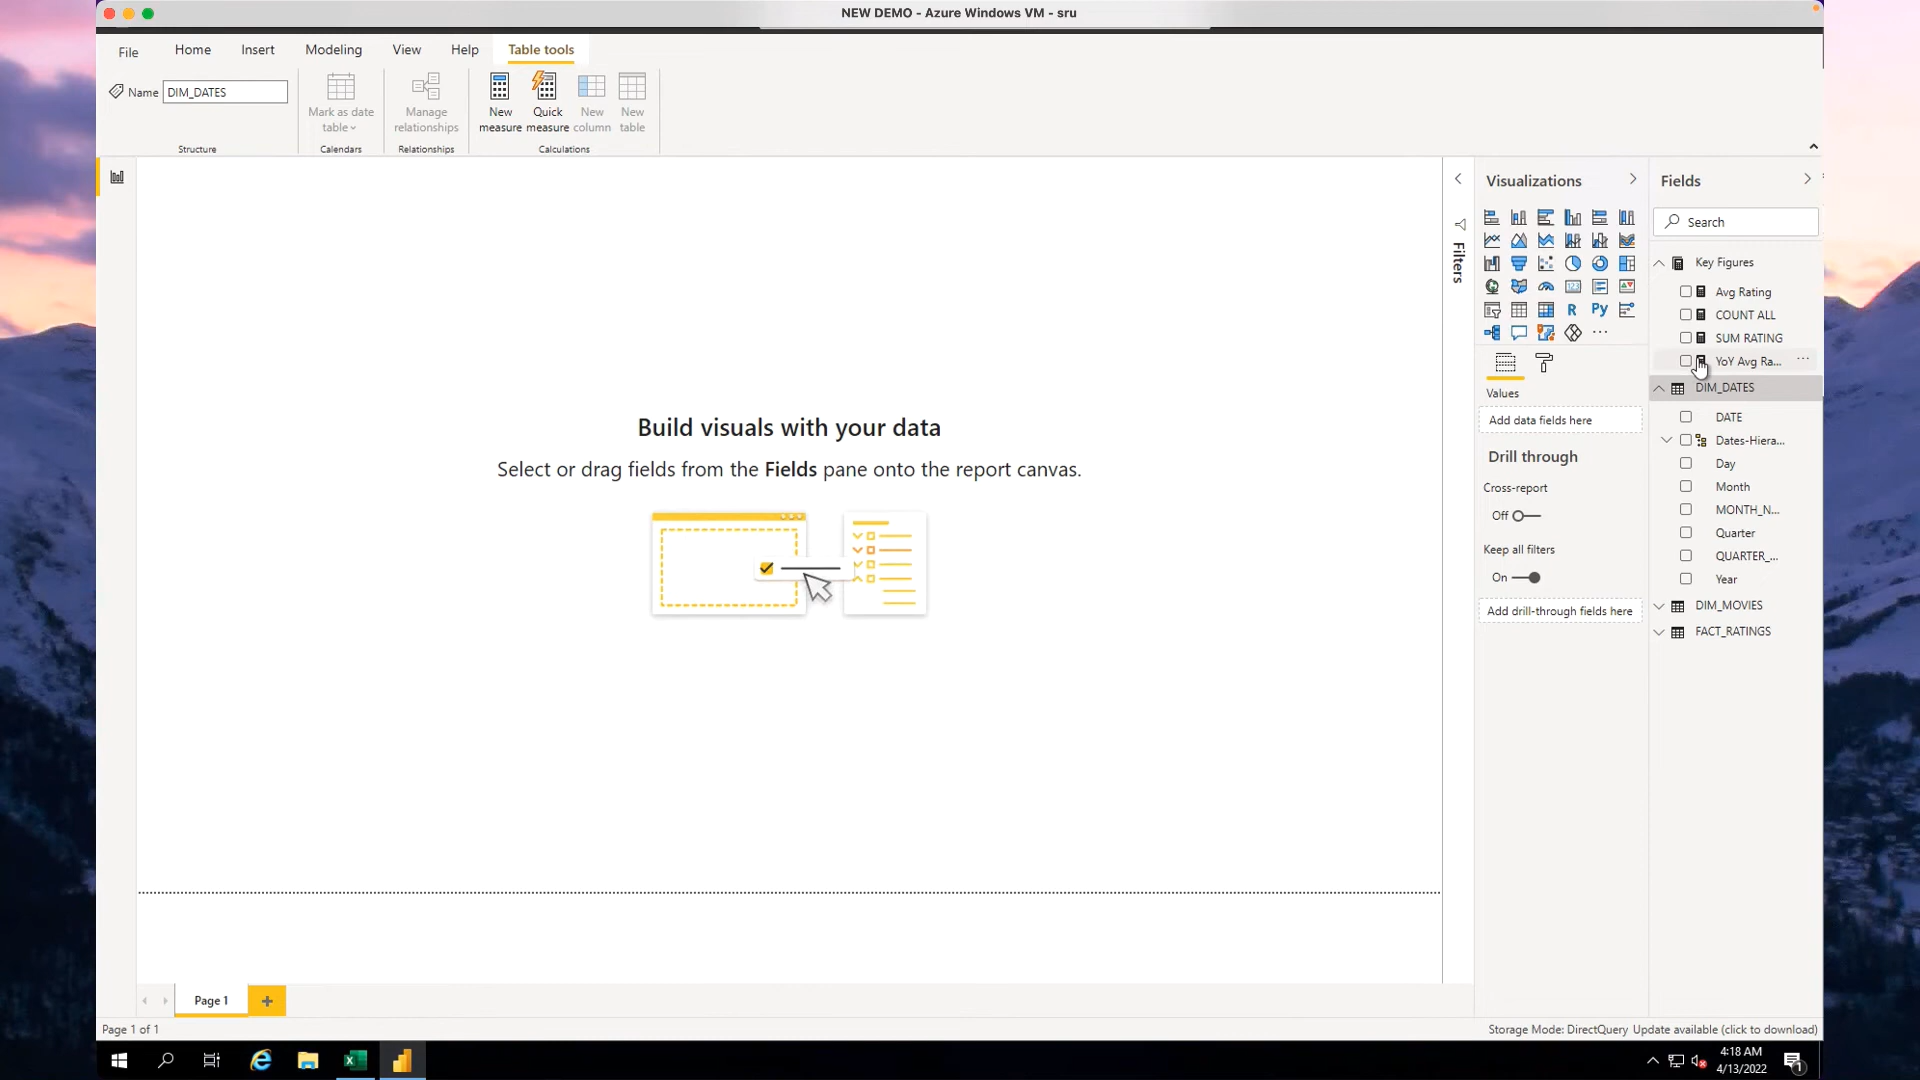 NEW DEMO - Azure Windows VM - sru
File
Home
Insert
Modeling
View
Help
Table tools
Name
DIM_DATES
Mark as date
table
Manage
relationships
New
measure
Quick
measure
New
column
New
table
Structure
Calendars
Relationships
Calculations
Build visuals with your data
Select or drag fields from the Fields pane onto the report canvas.
Filters
Visualizations
R
Py
123
Values
Add data fields here
Drill through
Cross-report
Off
Keep all filters
On
Add drill-through fields here
Fields
Search
Key Figures
Avg Rating
COUNT ALL
SUM RATING
YoY Avg Ra...
DIM_DATES
DATE
Dates-Hiera...
Day
Month
MONTH_N...
Quarter
QUARTER_...
Year
DIM_MOVIES
FACT_RATINGS
Page 1
Page 1 of 1
Storage Mode: DirectQuery
Update available (click to download)
4:18 AM
4/13/2022
1